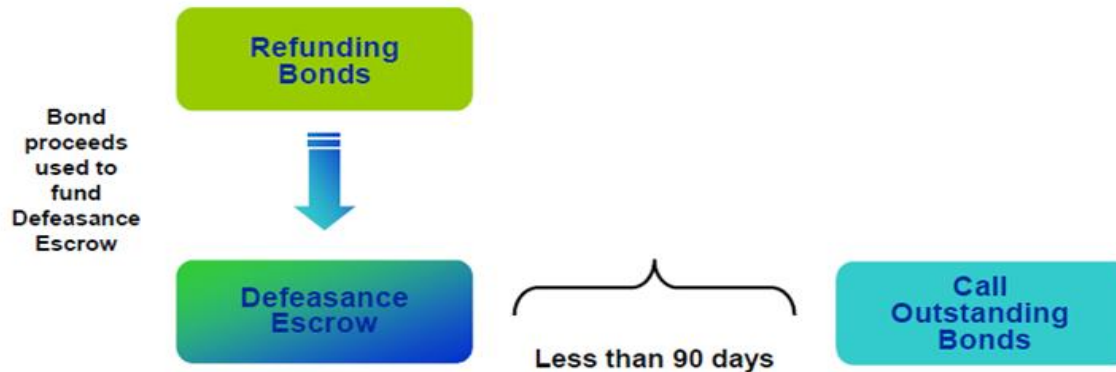 Refunding
Bonds
Bond
proceeds
used to
fund
Defeasance
Escrow
Defeasance
Escrow
Less than 90 days
Call
Outstanding
Bonds